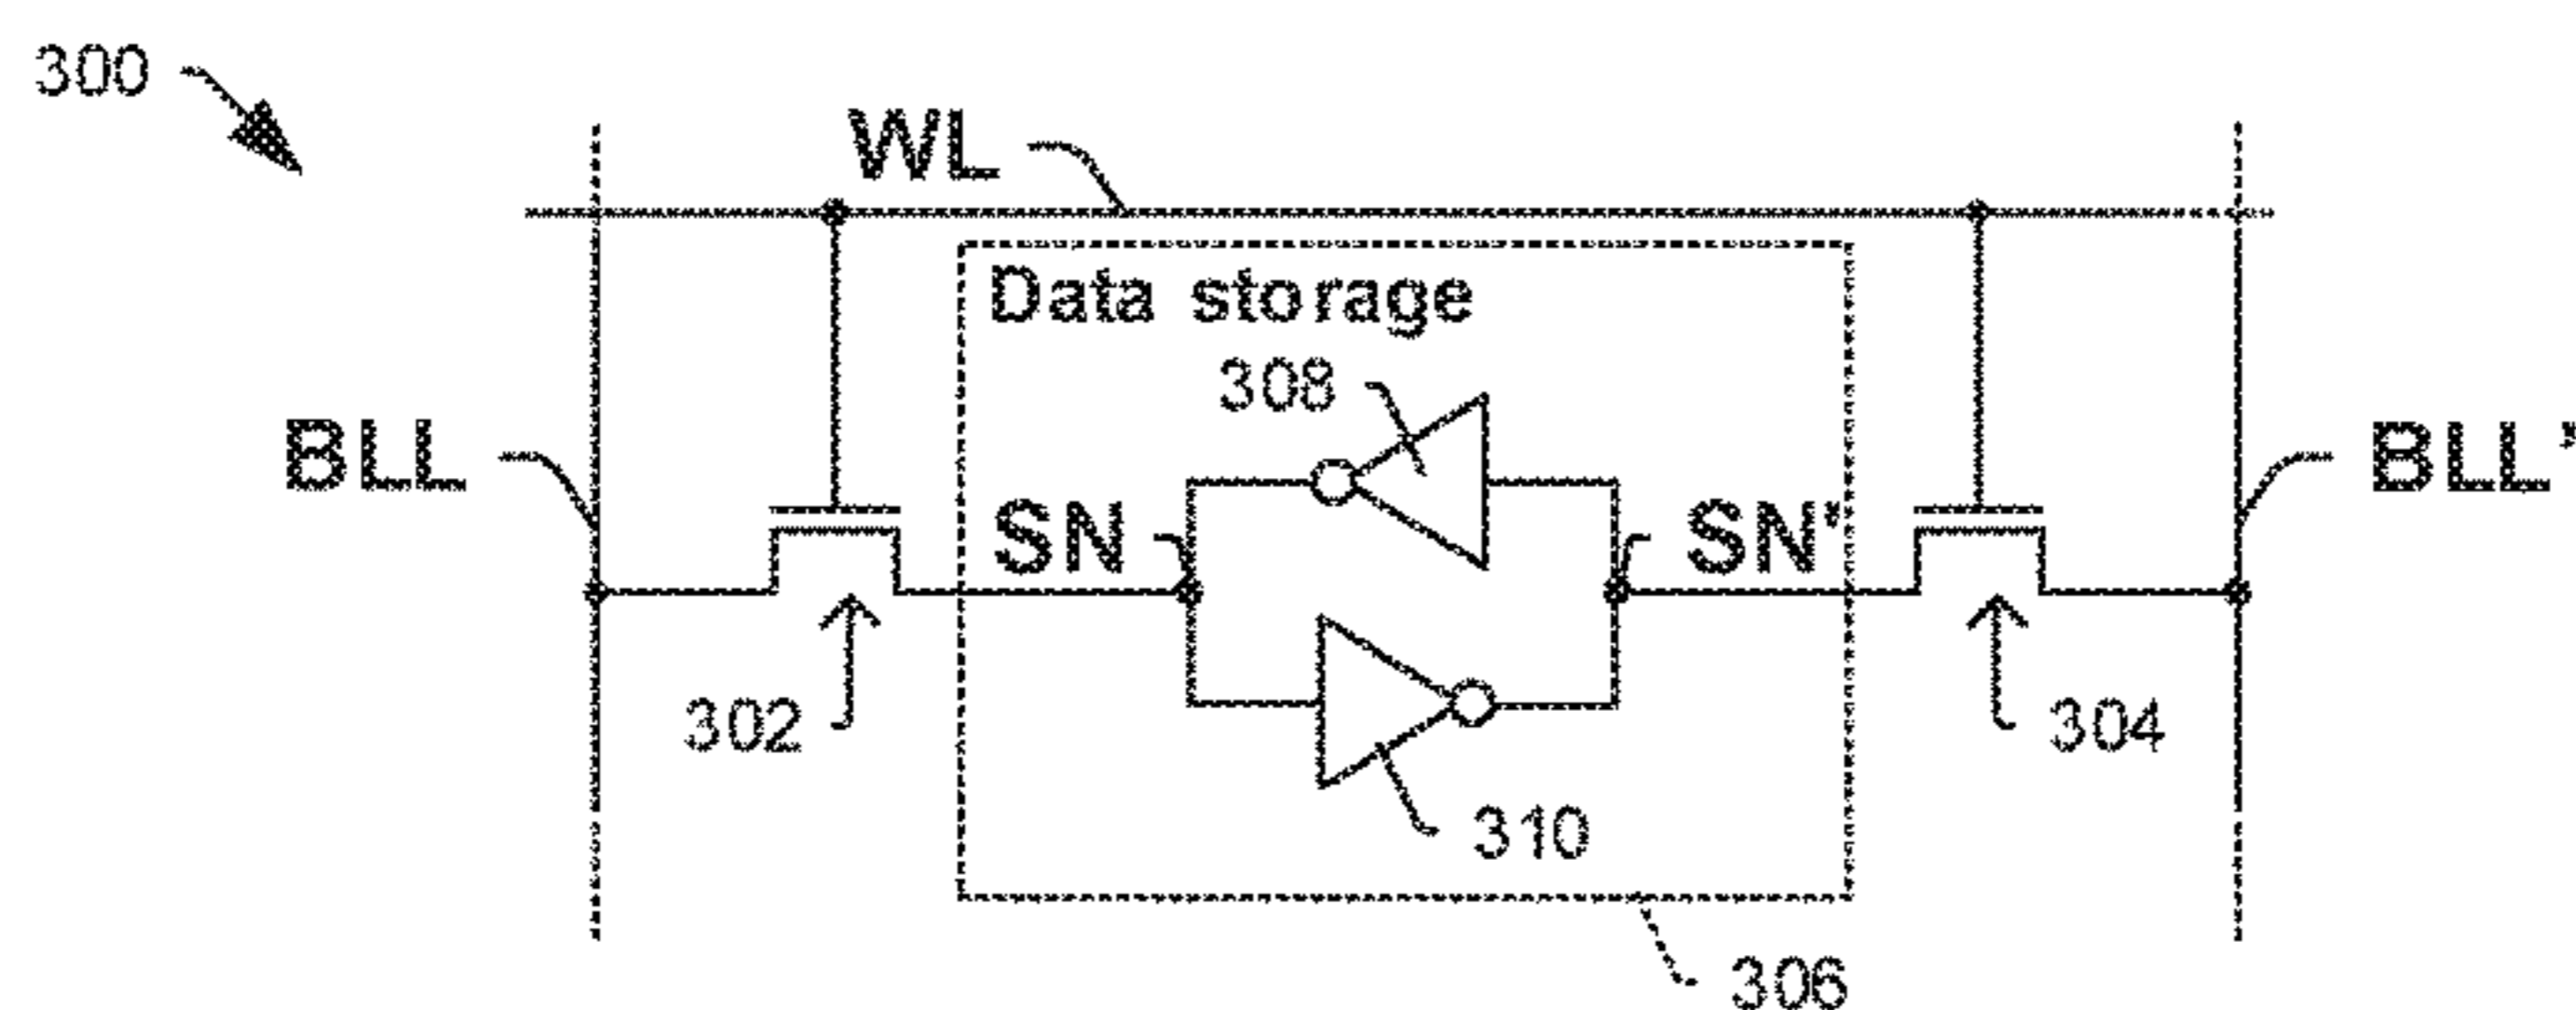 300
WL
Data storage
308
BLL
BLL'
SN
SN'
302
304
310
306